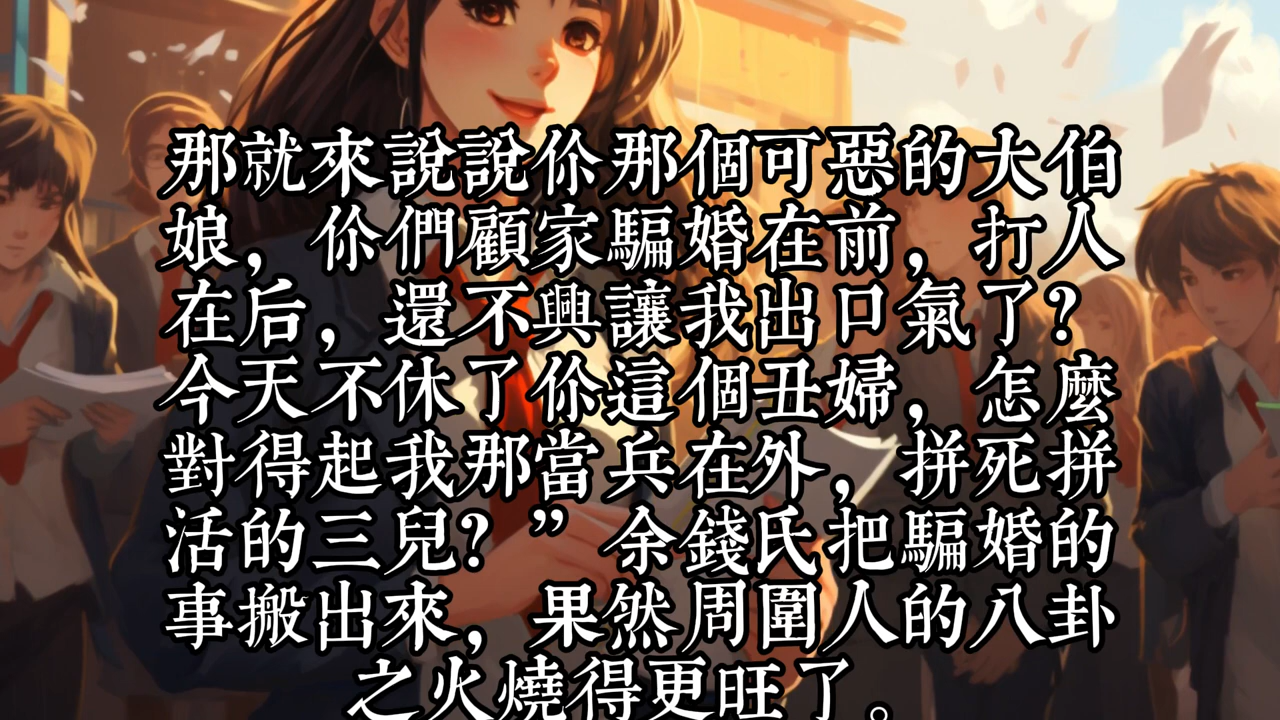 那就來說說你那個可惡的大伯
娘，你們顧家騙婚在前，打人
在后，還不興讓我出口氣了？
今天不休了你這個丑婦，怎麼
對得起我那當兵在外，拼死拼
活的三兒？”余錢氏把騙婚的
事搬出來，果然周圍人的八卦
之火燒得更旺了。